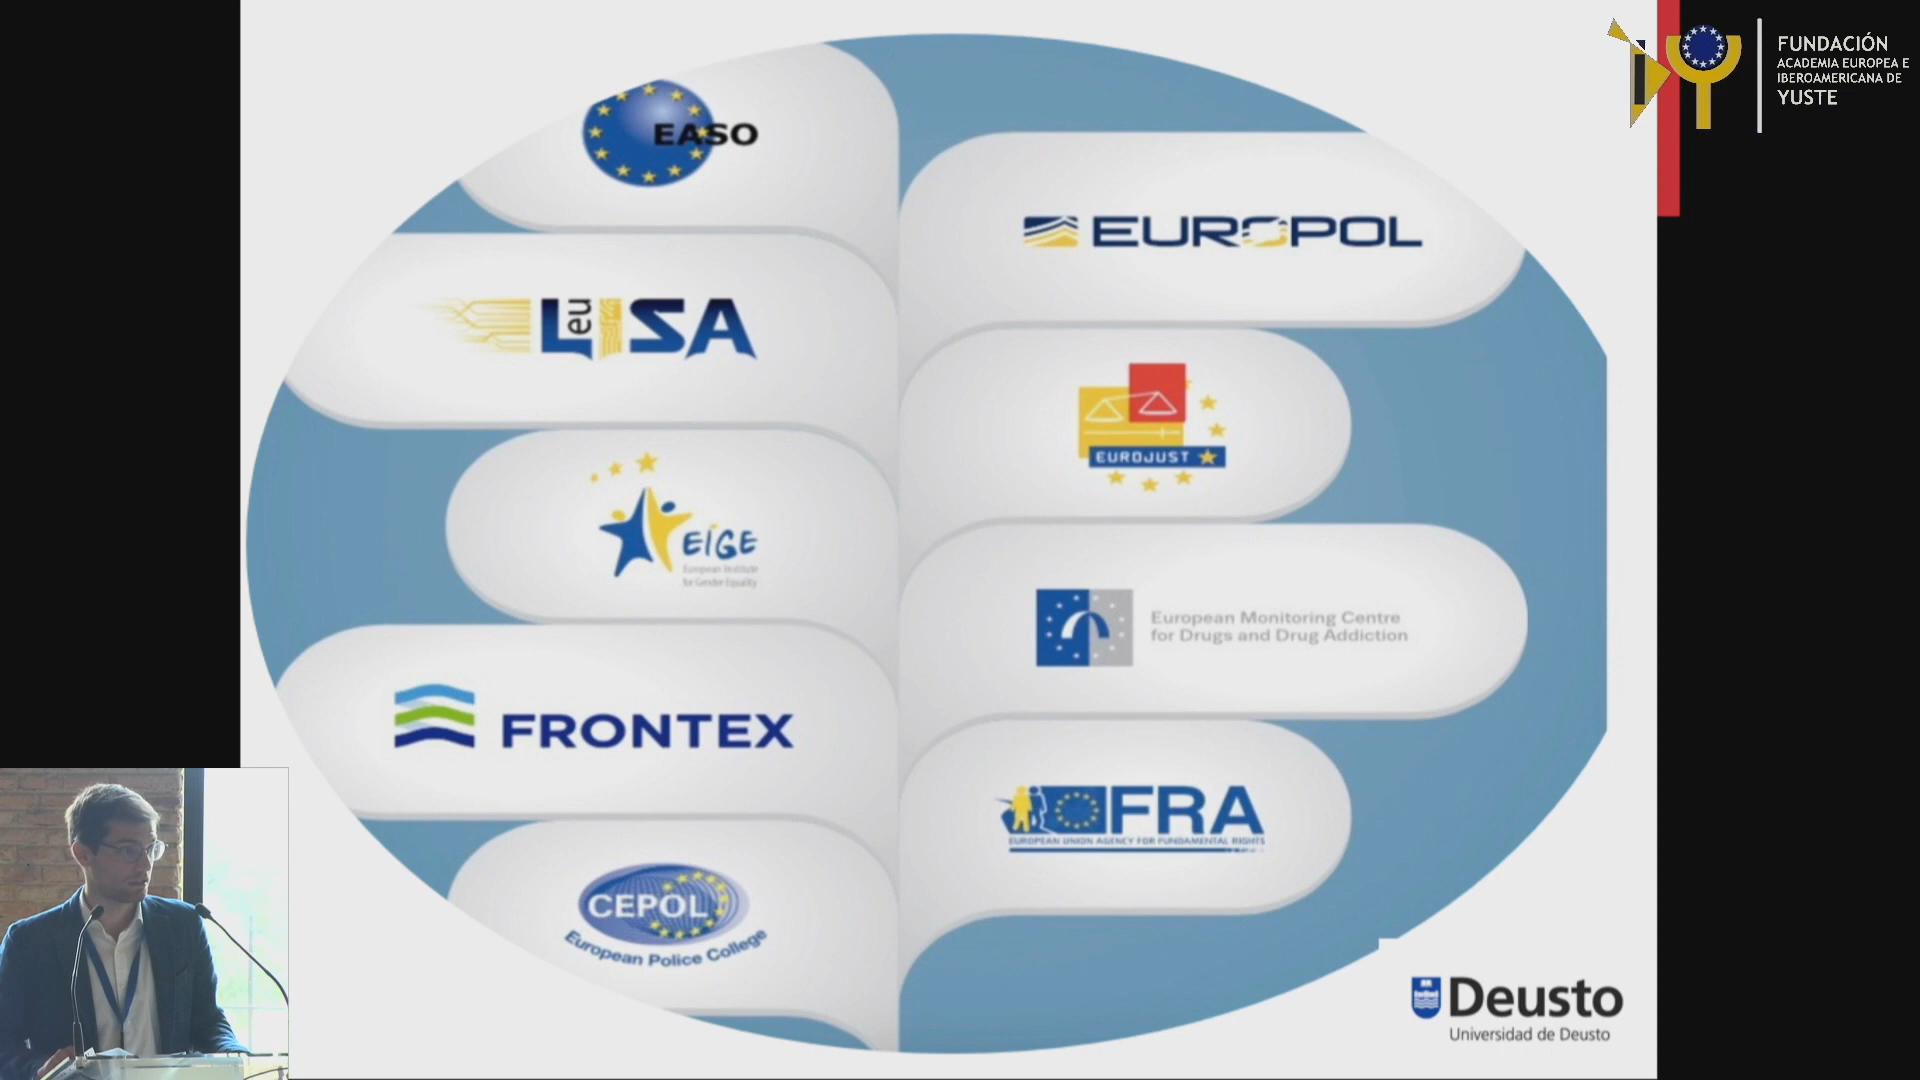 FUNDACIÓN
ACADEMIA EUROPEA E
IBEROAMERICANA DE
YUSTE
EASO
EUROPOL
eu LISA
EUROJUST
EIGE
European Institute
for Gender Equality
European Monitoring Centre
for Drugs and Drug Addiction
FRONTEX
FRA
EUROPEAN UNION AGENCY FOR FUNDAMENTAL RIGHTS
CEPOL
European Police College
Deusto
Universidad de Deusto